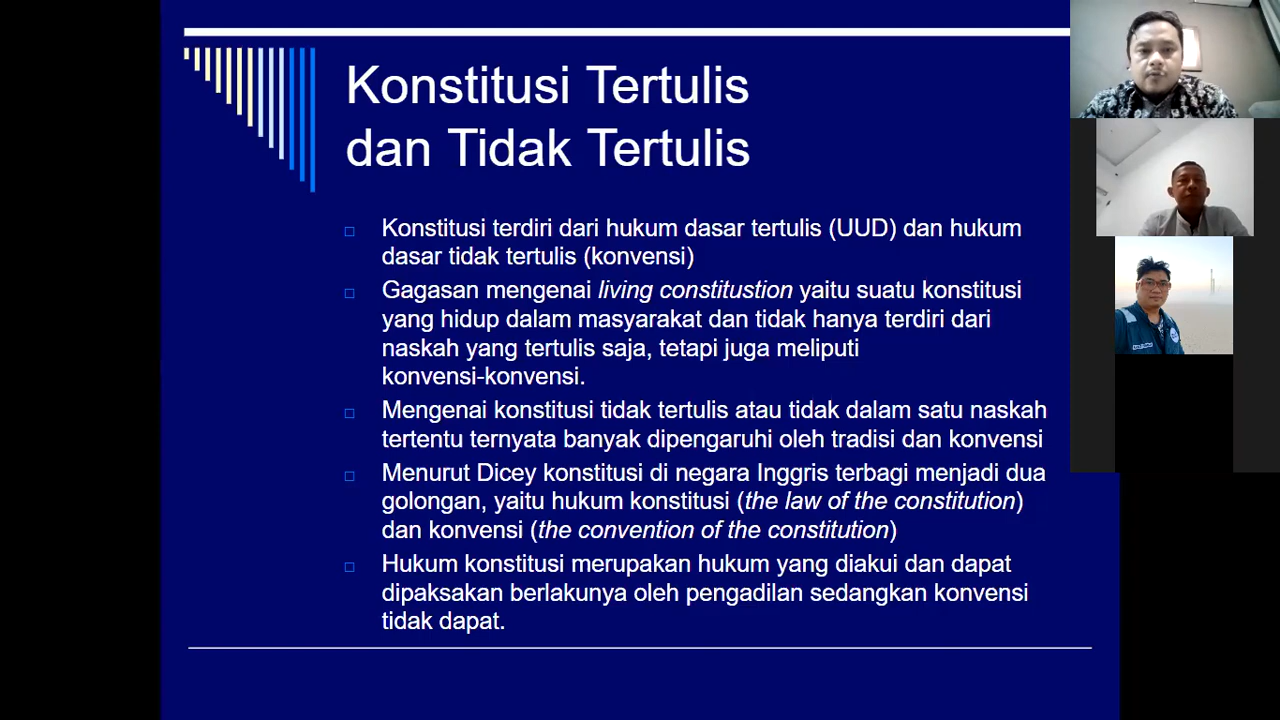 Konstitusi Tertulis
dan Tidak Tertulis
Konstitusi terdiri dari hukum dasar tertulis (UUD) dan hukum
dasar tidak tertulis (konvensi)
Gagasan mengenai living constitustion yaitu suatu konstitusi
yang hidup dalam masyarakat dan tidak hanya terdiri dari
naskah yang tertulis saja, tetapi juga meliputi
konvensi-konvensi.
Mengenai konstitusi tidak tertulis atau tidak dalam satu naskah
tertentu ternyata banyak dipengaruhi oleh tradisi dan konvensi
Menurut Dicey konstitusi di negara Inggris terbagi menjadi dua
golongan, yaitu hukum konstitusi (the law of the constitution)
dan konvensi (the convention of the constitution)
Hukum konstitusi merupakan hukum yang diakui dan dapat
dipaksakan berlakunya oleh pengadilan sedangkan konvensi
tidak dapat.